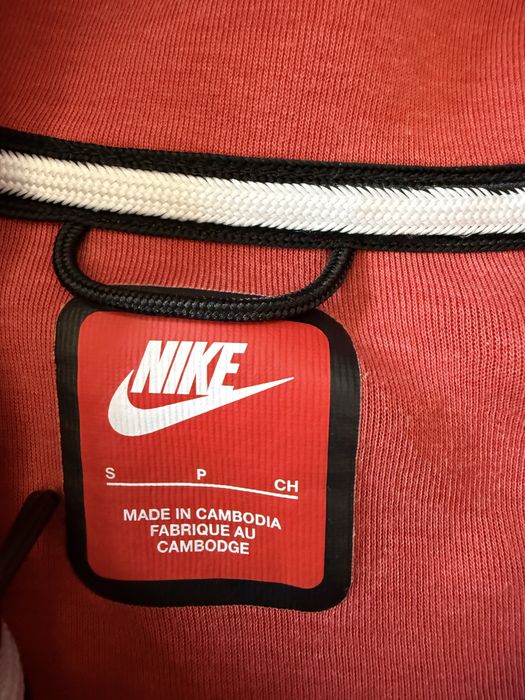 NIKE
S P CH
MADE IN CAMBODIA
FABRIQUE AU
CAMBODGE